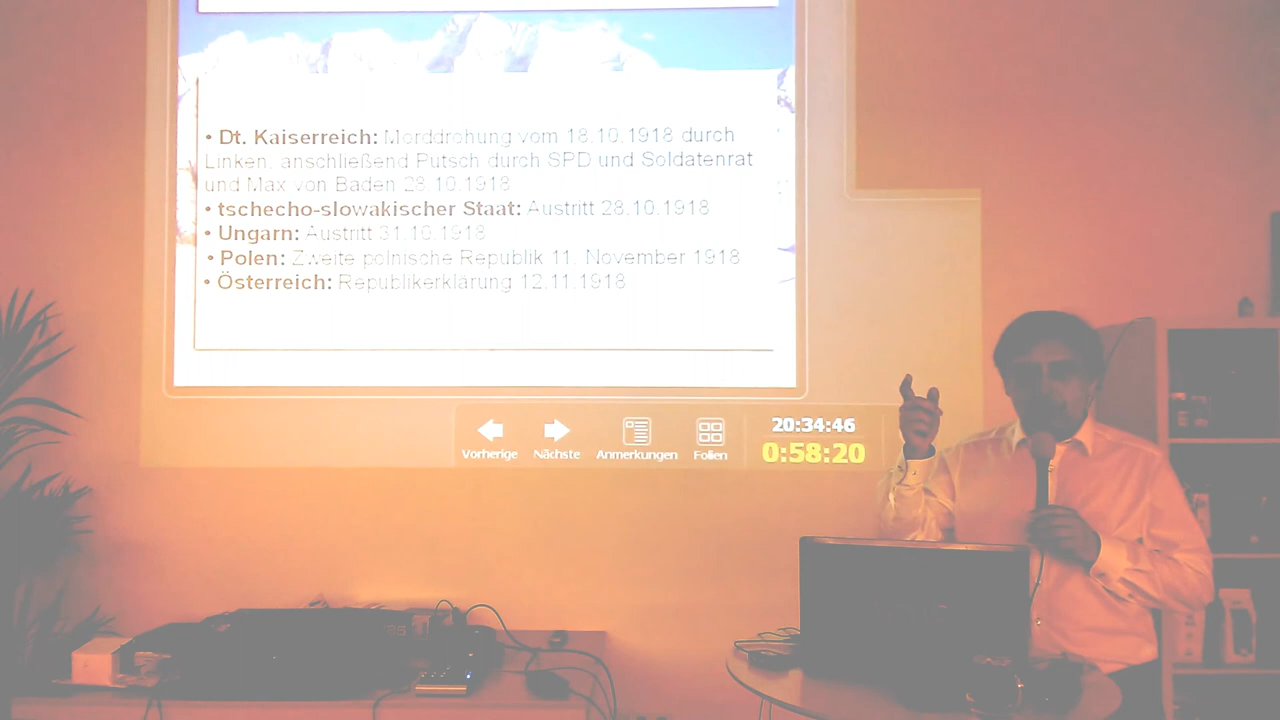 • Dt. Kaiserreich: Morddrohung vom 18.10.1918 durch
Linken, anschließend Putsch durch SPD und Soldatenrat
und Max von Baden 28.10.1918
• tschecho-slowakischer Staat: Austritt 28.10.1918
• Ungarn: Austritt 31.10.1918
• Polen: Zweite polnische Republik 11. November 1918
• Österreich: Republikerklärung 12.11.1918
Vorherige Nächste Anmerkungen Folien
20:34:46
0:58:20